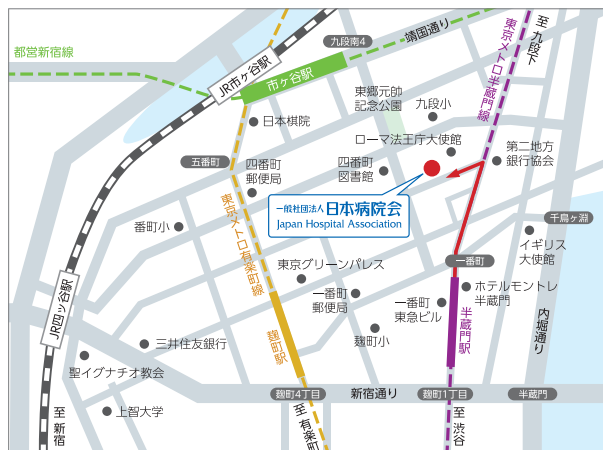 都営新宿線
JR市ヶ谷駅
市ヶ谷駅
九段南4
靖国通り
至 九段下
東京メトロ半蔵門線
東郷元帥
記念公園
九段小
日本棋院
ローマ法王庁大使館
第二地方
銀行協会
五番町
四番町
郵便局
四番町
図書館
一般社団法人 日本病院会
Japan Hospital Association
番町小
東京メトロ有楽町線
千鳥ヶ淵
イギリス
大使館
一番町
東京グリーンパレス
一番町
郵便局
一番町
東急ビル
ホテルモントレ
半蔵門
内堀通り
JR四ッ谷駅
麹町駅
半蔵門駅
三井住友銀行
麹町小
聖イグナチオ教会
上智大学
至 新宿
麹町4丁目
新宿通り
麹町1丁目
半蔵門
至 有楽町
至 渋谷